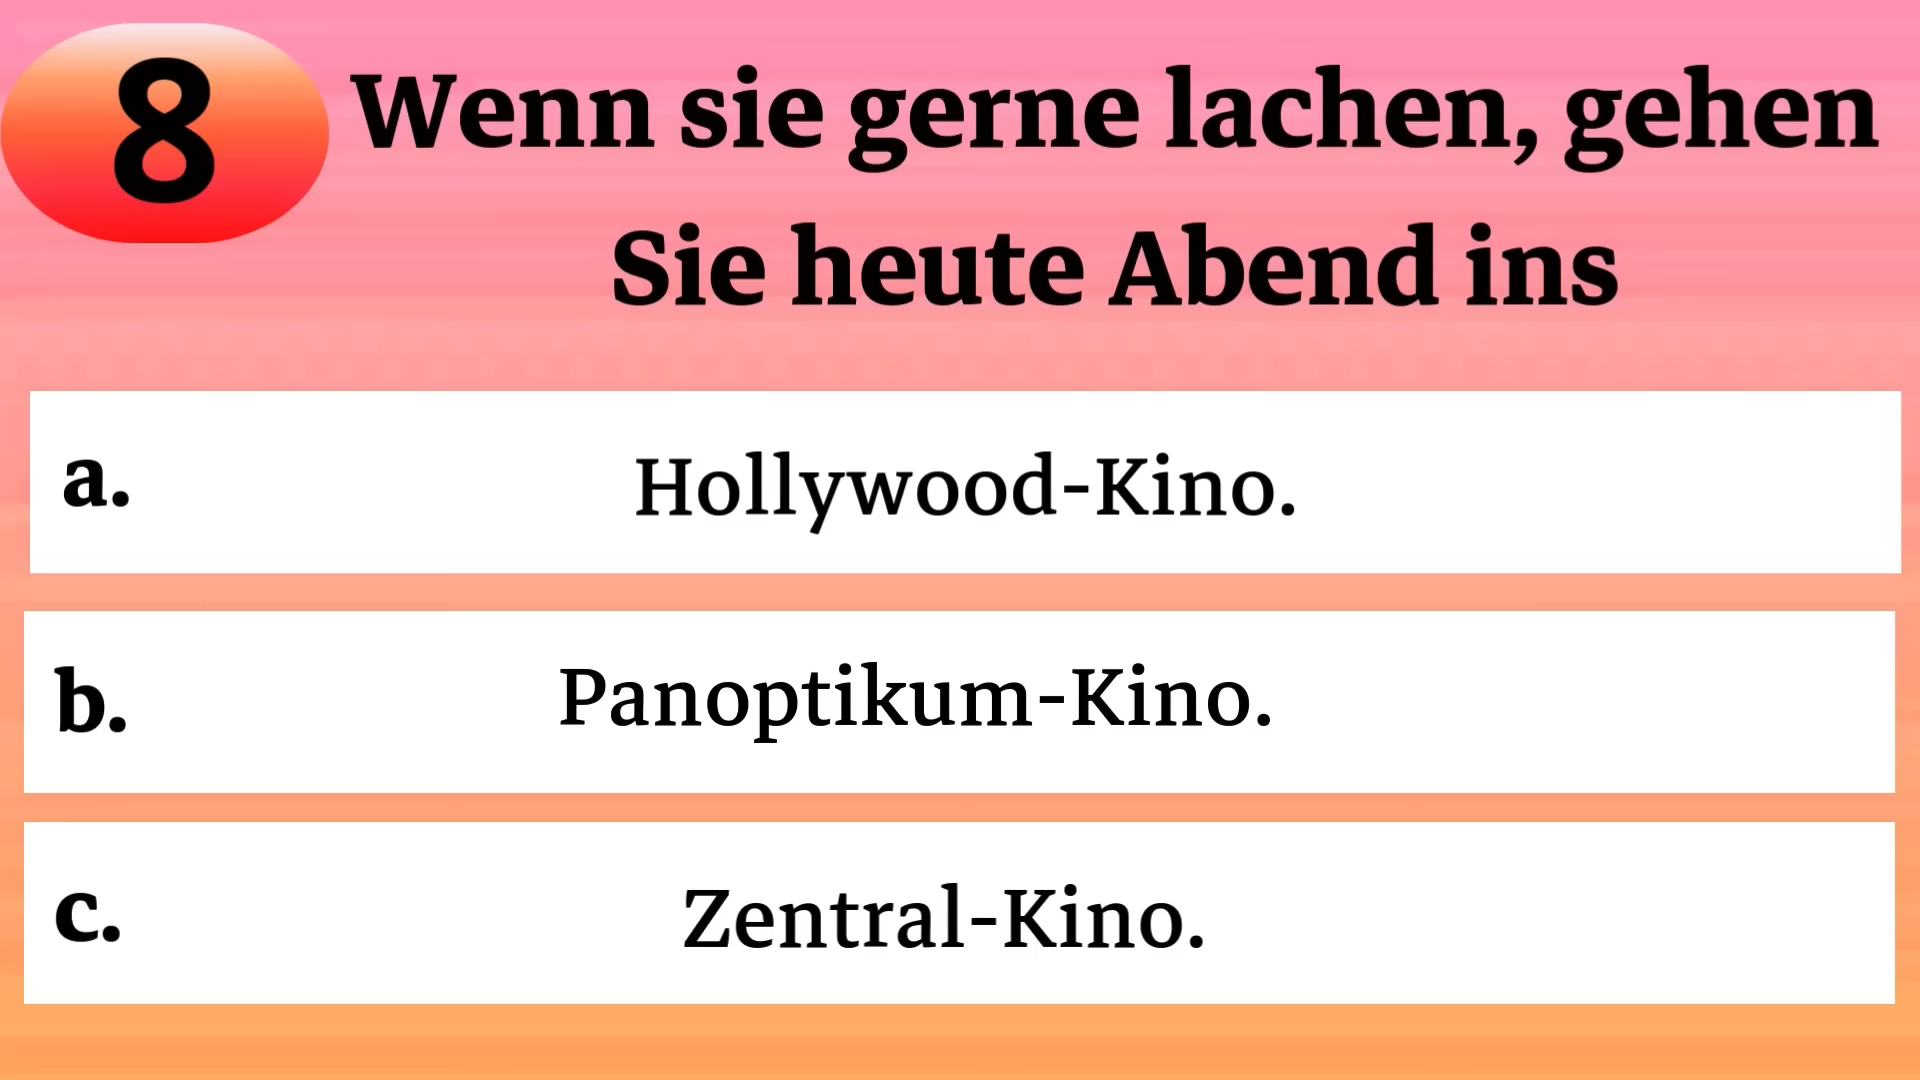 8
Wenn sie gerne lachen, gehen
Sie heute Abend ins
a. Hollywood-Kino.
b. Panoptikum-Kino.
c. Zentral-Kino.